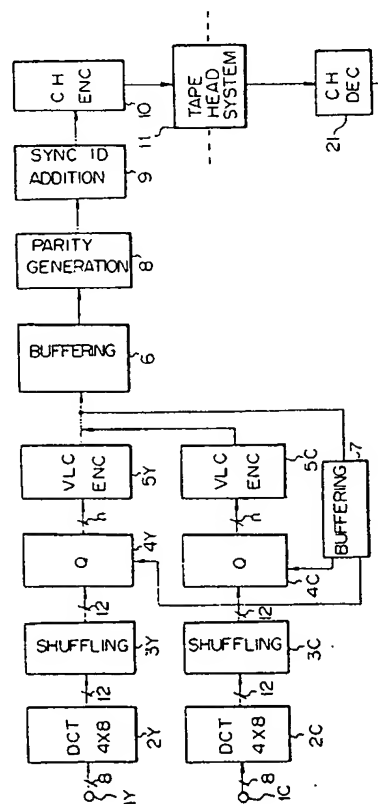 1Y
8
DCT
4X8
2Y
12
SHUFFLING
3Y
12
Q
4Y
n
VLC
ENC
5Y
BUFFERING
6
PARITY
GENERATION
8
SYNC ID
ADDITION
9
CH
ENC
10
TAPE
HEAD
SYSTEM
11
CH
DEC
21
1C
8
DCT
4X8
2C
12
SHUFFLING
3C
12
Q
4C
n
VLC
ENC
5C
BUFFERING
7